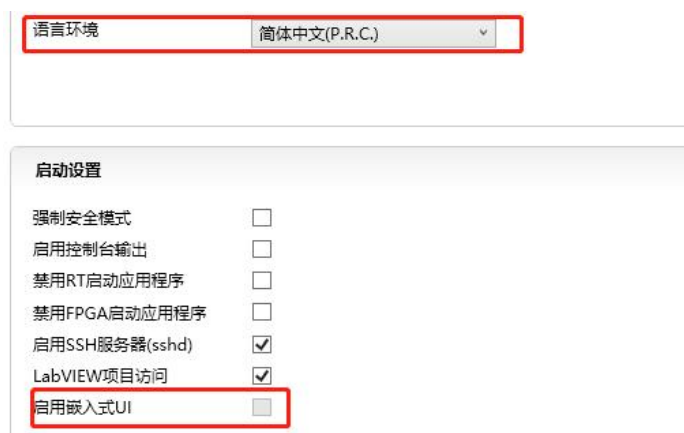 语言环境 简体中文(P.R.C.)
启动设置
强制安全模式
启用控制台输出
禁用RT启动应用程序
禁用FPGA启动应用程序
启用SSH服务器(sshd)
LabVIEW项目访问
启用嵌入式UI